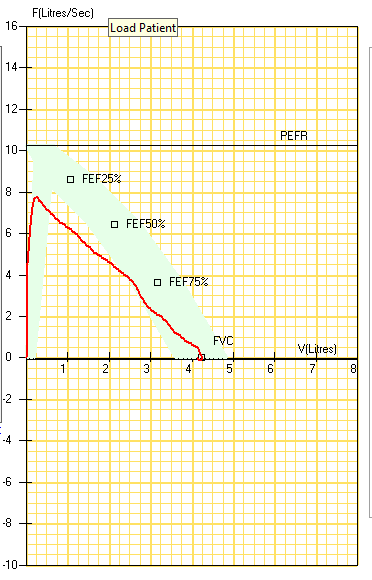 F(Litres/Sec)
Load Patient
16
14
12
PEFR
10
FEF25%
8
FEF50%
6
FEF75%
4
2
FVC
V(Litres)
0
1 2 3 4 5 6 7 8
-2
-4
-6
-8
-10